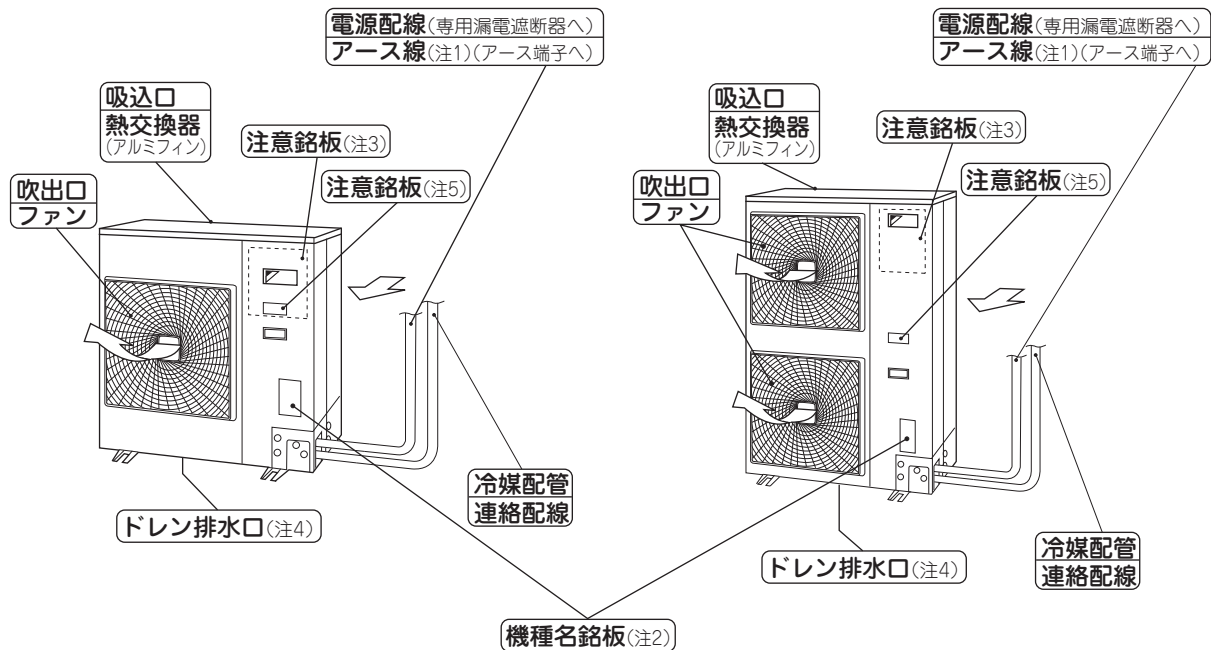 電源配線(専用漏電遮断器へ)
アース線(注1)(アース端子へ)
吸込口
熱交換器
(アルミフィン)
注意銘板(注3)
注意銘板(注5)
吹出口
ファン
冷媒配管
連絡配線
ドレン排水口(注4)
電源配線(専用漏電遮断器へ)
アース線(注1)(アース端子へ)
吸込口
熱交換器
(アルミフィン)
注意銘板(注3)
注意銘板(注5)
吹出口
ファン
冷媒配管
連絡配線
ドレン排水口(注4)
機種名銘板(注2)